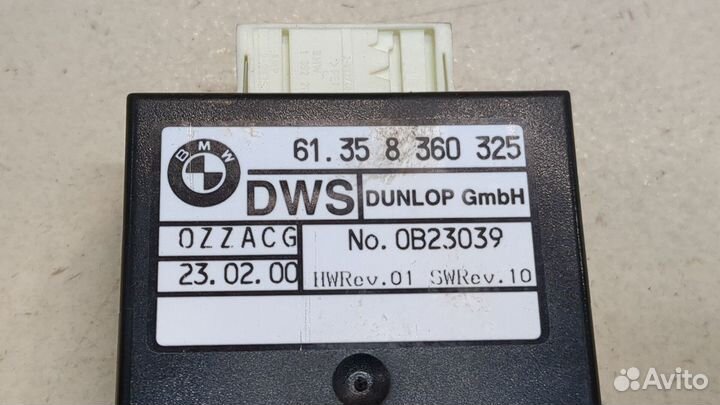 BMW
61.35 8 360 325
DWS
DUNLOP GmbH
OZZACG
No. 0B23039
23.02.00
HWRev.01 SWRev.10
Avito